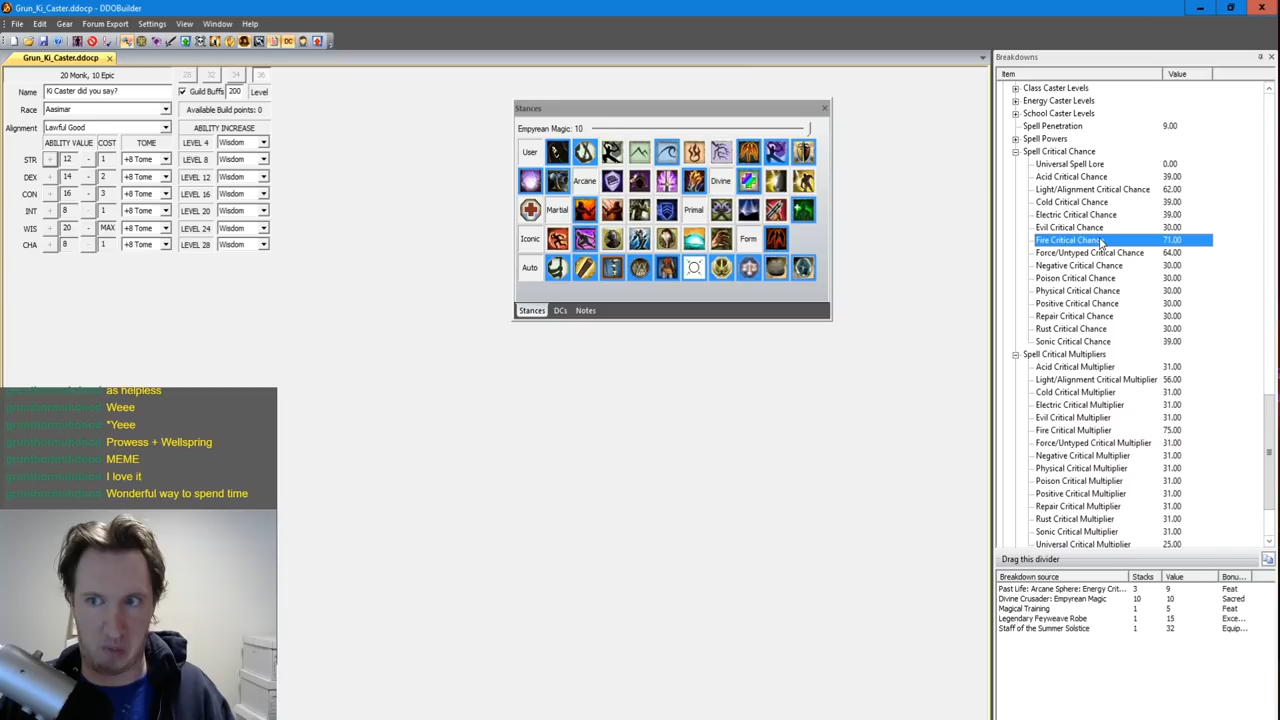 Grun_Ki_Caster.ddocp - DDOBuilder
File Edit Gear Forum Export Settings View Window Help
Grun_Ki_Caster.ddocp
20 Monk, 10 Epic 28 32 34 36
Name Ki Caster did you say? Guild Buffs 200 Level
Race Aasimar Available Build points: 0
Alignment Lawful Good ABILITY INCREASE
ABILITY VALUE COST TOME LEVEL 4 Wisdom
STR + 12 - 1 +8 Tome LEVEL 8 Wisdom
DEX + 14 - 2 +8 Tome LEVEL 12 Wisdom
CON + 16 - 3 +8 Tome LEVEL 16 Wisdom
INT + 8 - 1 +8 Tome LEVEL 20 Wisdom
WIS + 20 - MAX +8 Tome LEVEL 24 Wisdom
CHA + 8 - 1 +8 Tome LEVEL 28 Wisdom
as helpless
Weee
*Yeee
Prowess + Wellspring
MEME
I love it
Wonderful way to spend time
Stances
Empyrean Magic: 10
User
Arcane Divine
Martial Primal
Iconic Form
Auto
Stances DCs Notes
Breakdowns
Item Value
Class Caster Levels
Energy Caster Levels
School Caster Levels
Spell Penetration 9.00
Spell Powers
Spell Critical Chance
Universal Spell Lore 0.00
Acid Critical Chance 39.00
Light/Alignment Critical Chance 62.00
Cold Critical Chance 39.00
Electric Critical Chance 39.00
Evil Critical Chance 30.00
Fire Critical Chance 71.00
Force/Untyped Critical Chance 64.00
Negative Critical Chance 30.00
Poison Critical Chance 30.00
Physical Critical Chance 30.00
Positive Critical Chance 30.00
Repair Critical Chance 30.00
Rust Critical Chance 30.00
Sonic Critical Chance 39.00
Spell Critical Multipliers
Acid Critical Multiplier 31.00
Light/Alignment Critical Multiplier 56.00
Cold Critical Multiplier 31.00
Electric Critical Multiplier 31.00
Evil Critical Multiplier 31.00
Fire Critical Multiplier 75.00
Force/Untyped Critical Multiplier 31.00
Negative Critical Multiplier 31.00
Physical Critical Multiplier 31.00
Poison Critical Multiplier 31.00
Positive Critical Multiplier 31.00
Repair Critical Multiplier 31.00
Rust Critical Multiplier 31.00
Sonic Critical Multiplier 31.00
Universal Critical Multiplier 25.00
Drag this divider
Breakdown source Stacks Value Bonu...
Past Life: Arcane Sphere: Energy Crit... 3 9 Feat
Divine Crusader: Empyrean Magic 10 10 Sacred
Magical Training 1 5 Feat
Legendary Feyweave Robe 1 15 Exce...
Staff of the Summer Solstice 1 32 Equip...